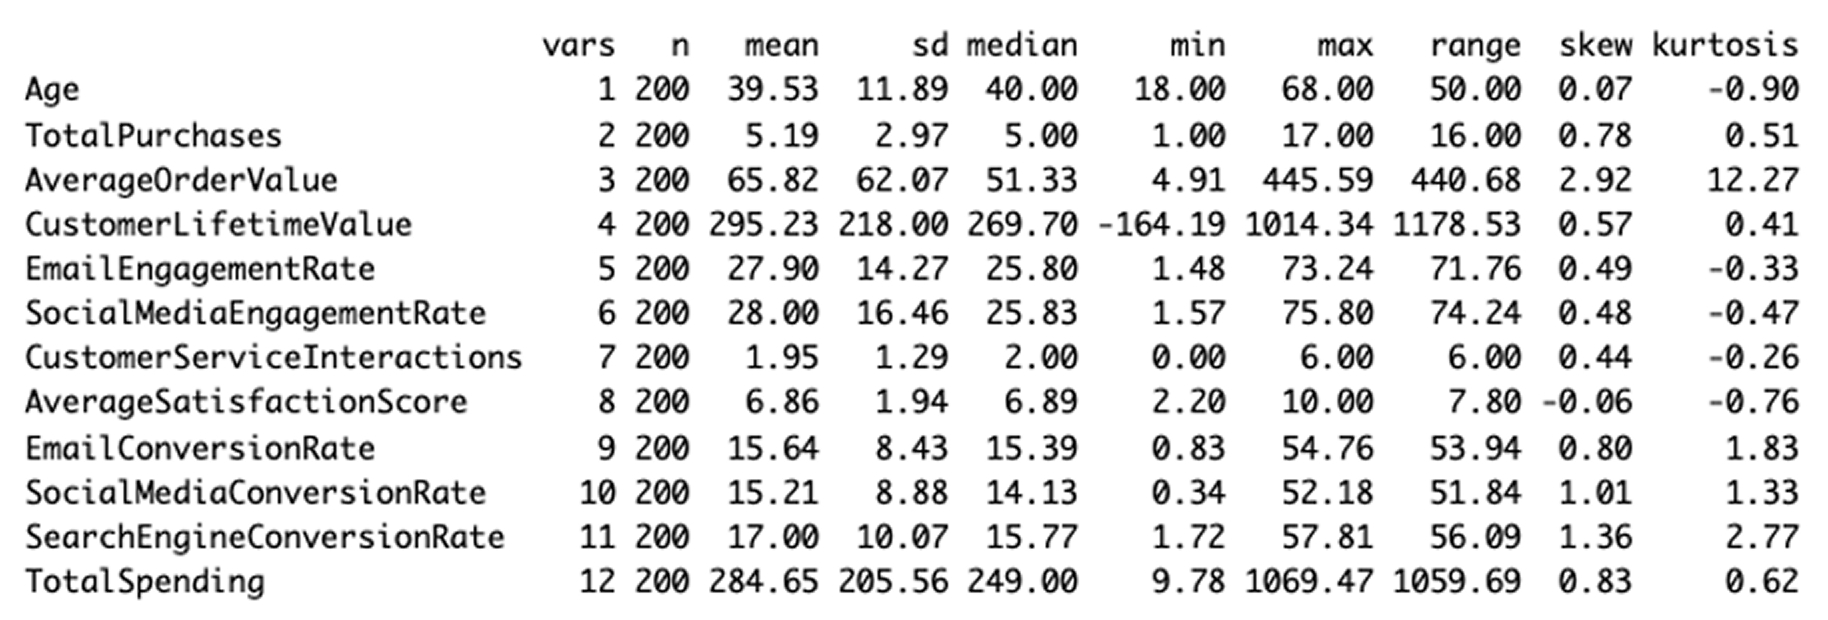 vars n mean sd median min max range skew kurtosis
Age 1 200 39.53 11.89 40.00 18.00 68.00 50.00 0.07 -0.90
TotalPurchases 2 200 5.19 2.97 5.00 1.00 17.00 16.00 0.78 0.51
AverageOrderValue 3 200 65.82 62.07 51.33 4.91 445.59 440.68 2.92 12.27
CustomerLifetimeValue 4 200 295.23 218.00 269.70 -164.19 1014.34 1178.53 0.57 0.41
EmailEngagementRate 5 200 27.90 14.27 25.80 1.48 73.24 71.76 0.49 -0.33
SocialMediaEngagementRate 6 200 28.00 16.46 25.83 1.57 75.80 74.24 0.48 -0.47
CustomerServiceInteractions 7 200 1.95 1.29 2.00 0.00 6.00 6.00 0.44 -0.26
AverageSatisfactionScore 8 200 6.86 1.94 6.89 2.20 10.00 7.80 -0.06 -0.76
EmailConversionRate 9 200 15.64 8.43 15.39 0.83 54.76 53.94 0.80 1.83
SocialMediaConversionRate 10 200 15.21 8.88 14.13 0.34 52.18 51.84 1.01 1.33
SearchEngineConversionRate 11 200 17.00 10.07 15.77 1.72 57.81 56.09 1.36 2.77
TotalSpending 12 200 284.65 205.56 249.00 9.78 1069.47 1059.69 0.83 0.62